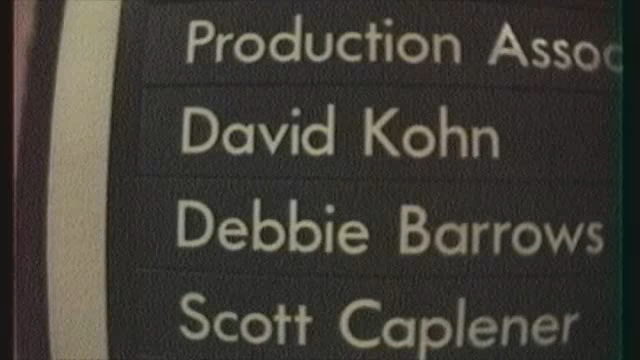 Production Assoc
David Kohn
Debbie Barrows
Scott Caplener